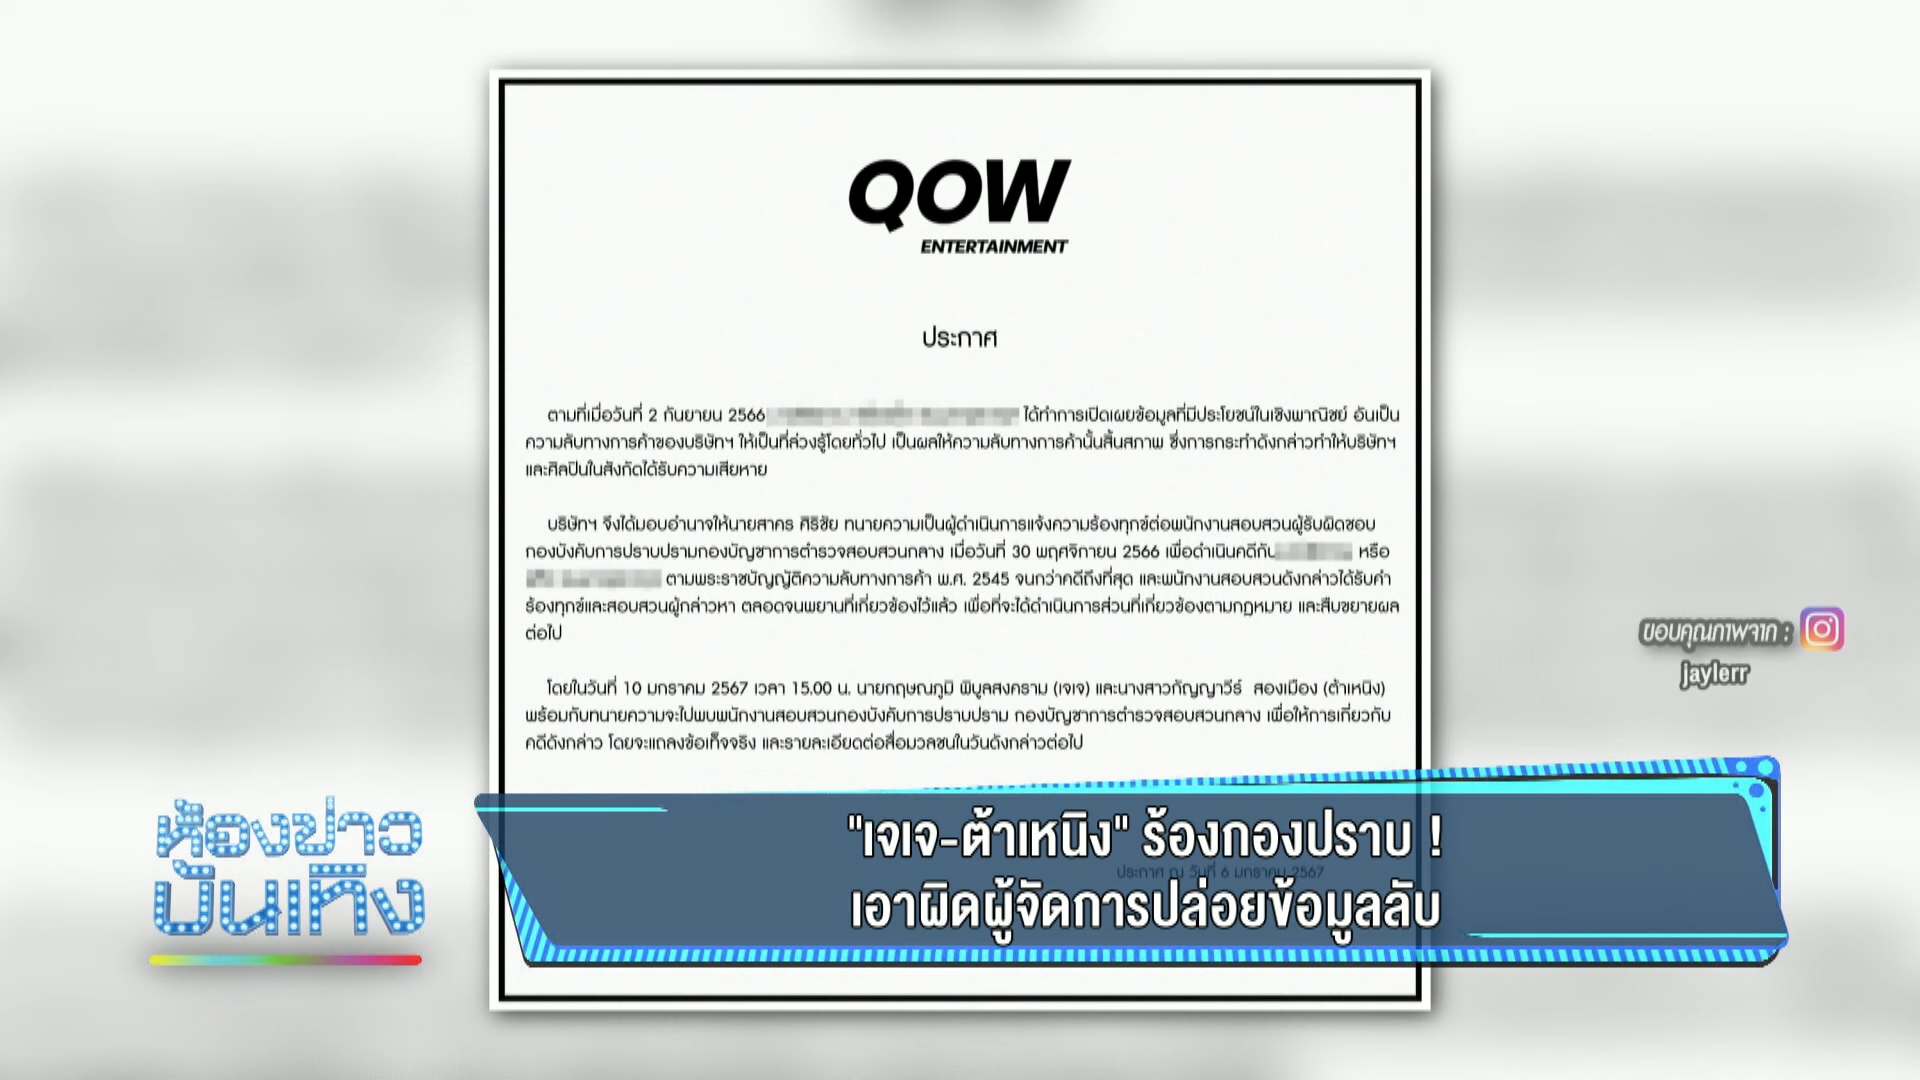 QOW
ENTERTAINMENT
ประกาศ
ตามที่เมื่อวันที่ 2 กันยายน 2566 ได้ทำการเปิดเผยข้อมูลที่มีประโยชน์ในเชิงพาณิชย์ อันเป็น
ความลับทางการค้าของบริษัทฯ ให้เป็นที่ล่วงรู้โดยทั่วไป เป็นผลให้ความลับทางการค้านั้นสิ้นสภาพ ซึ่งการกระทำดังกล่าวทำให้บริษัทฯ
และศิลปินในสังกัดได้รับความเสียหาย
บริษัทฯ จึงได้มอบอำนาจให้นายสาคร ศิริชัย ทนายความเป็นผู้ดำเนินการแจ้งความร้องทุกข์ต่อพนักงานสอบสวนผู้รับผิดชอบ
กองบังคับการปราบปรามกองบัญชาการตำรวจสอบสวนกลาง เมื่อวันที่ 30 พฤศจิกายน 2566 เพื่อดำเนินคดีกับ หรือ
ตามพระราชบัญญัติความลับทางการค้า พ.ศ. 2545 จนกว่าคดีถึงที่สุด และพนักงานสอบสวนดังกล่าวได้รับคำ
ร้องทุกข์และสอบสวนผู้กล่าวหา ตลอดจนพยานที่เกี่ยวข้องไว้แล้ว เพื่อที่จะได้ดำเนินการส่วนที่เกี่ยวข้องตามกฎหมาย และสืบขยายผล
ต่อไป
โดยในวันที่ 10 มกราคม 2567 เวลา 15.00 น. นายกฤษณภูมิ พิบูลสงคราม (เจเจ) และนางสาวกัญญาวีร์ สองเมือง (ต้าเหนิง)
พร้อมกับทนายความจะไปพบพนักงานสอบสวนกองบังคับการปราบปราม กองบัญชาการตำรวจสอบสวนกลาง เพื่อให้การเกี่ยวกับ
คดีดังกล่าว โดยจะแถลงข้อเท็จจริง และรายละเอียดต่อสื่อมวลชนในวันดังกล่าวต่อไป
ประกาศ ณ วันที่ 6 มกราคม 2567
"เจเจ-ต้าเหนิง" ร้องกองปราบ !
เอาผิดผู้จัดการปล่อยข้อมูลลับ
ห้องข่าว
บันเทิง
ขอบคุณภาพจาก :
jaylerr